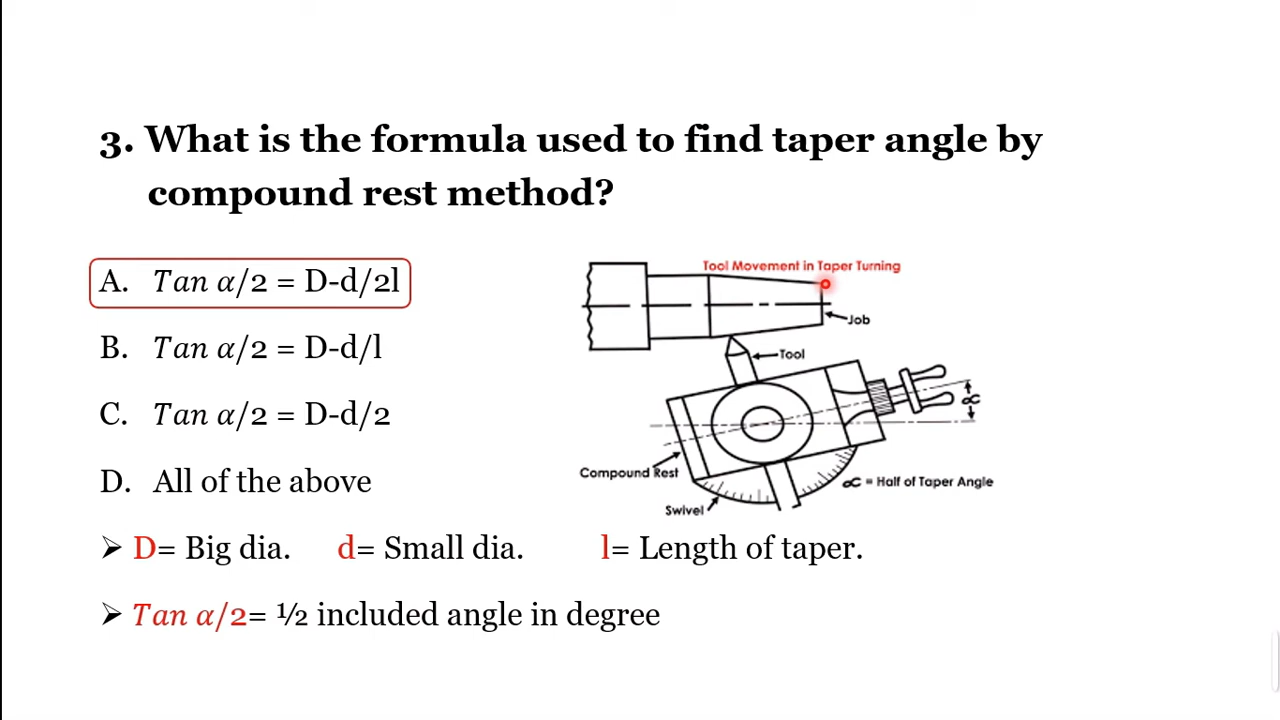 3. What is the formula used to find taper angle by
compound rest method?
A. Tan α/2 = D-d/2l
B. Tan α/2 = D-d/l
C. Tan α/2 = D-d/2
D. All of the above
Tool Movement in Taper Turning
Job
Tool
∝
Compound Rest
∝ = Half of Taper Angle
Swivel
➢ D= Big dia. d= Small dia. l= Length of taper.
➢ Tan α/2= ½ included angle in degree